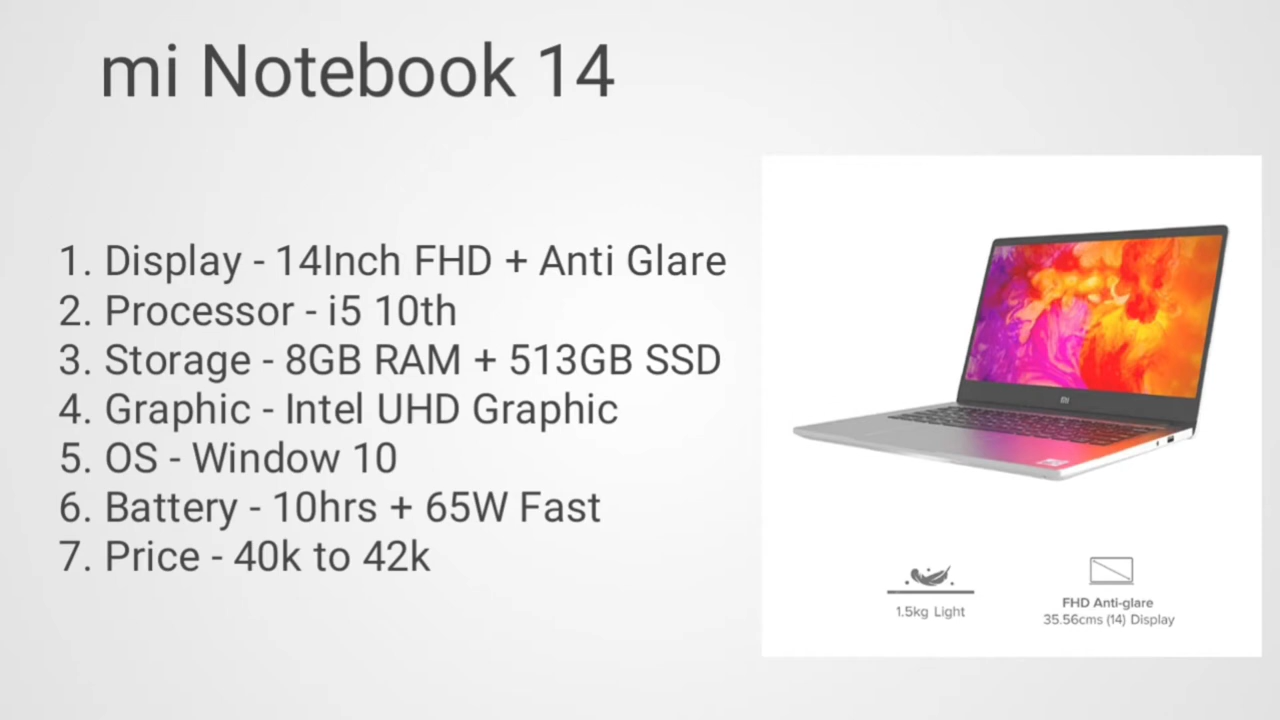 mi Notebook 14
1. Display - 14Inch FHD + Anti Glare
2. Processor - i5 10th
3. Storage - 8GB RAM + 513GB SSD
4. Graphic - Intel UHD Graphic
5. OS - Window 10
6. Battery - 10hrs + 65W Fast
7. Price - 40k to 42k
mi
1.5kg Light
FHD Anti-glare
35.56cms (14) Display